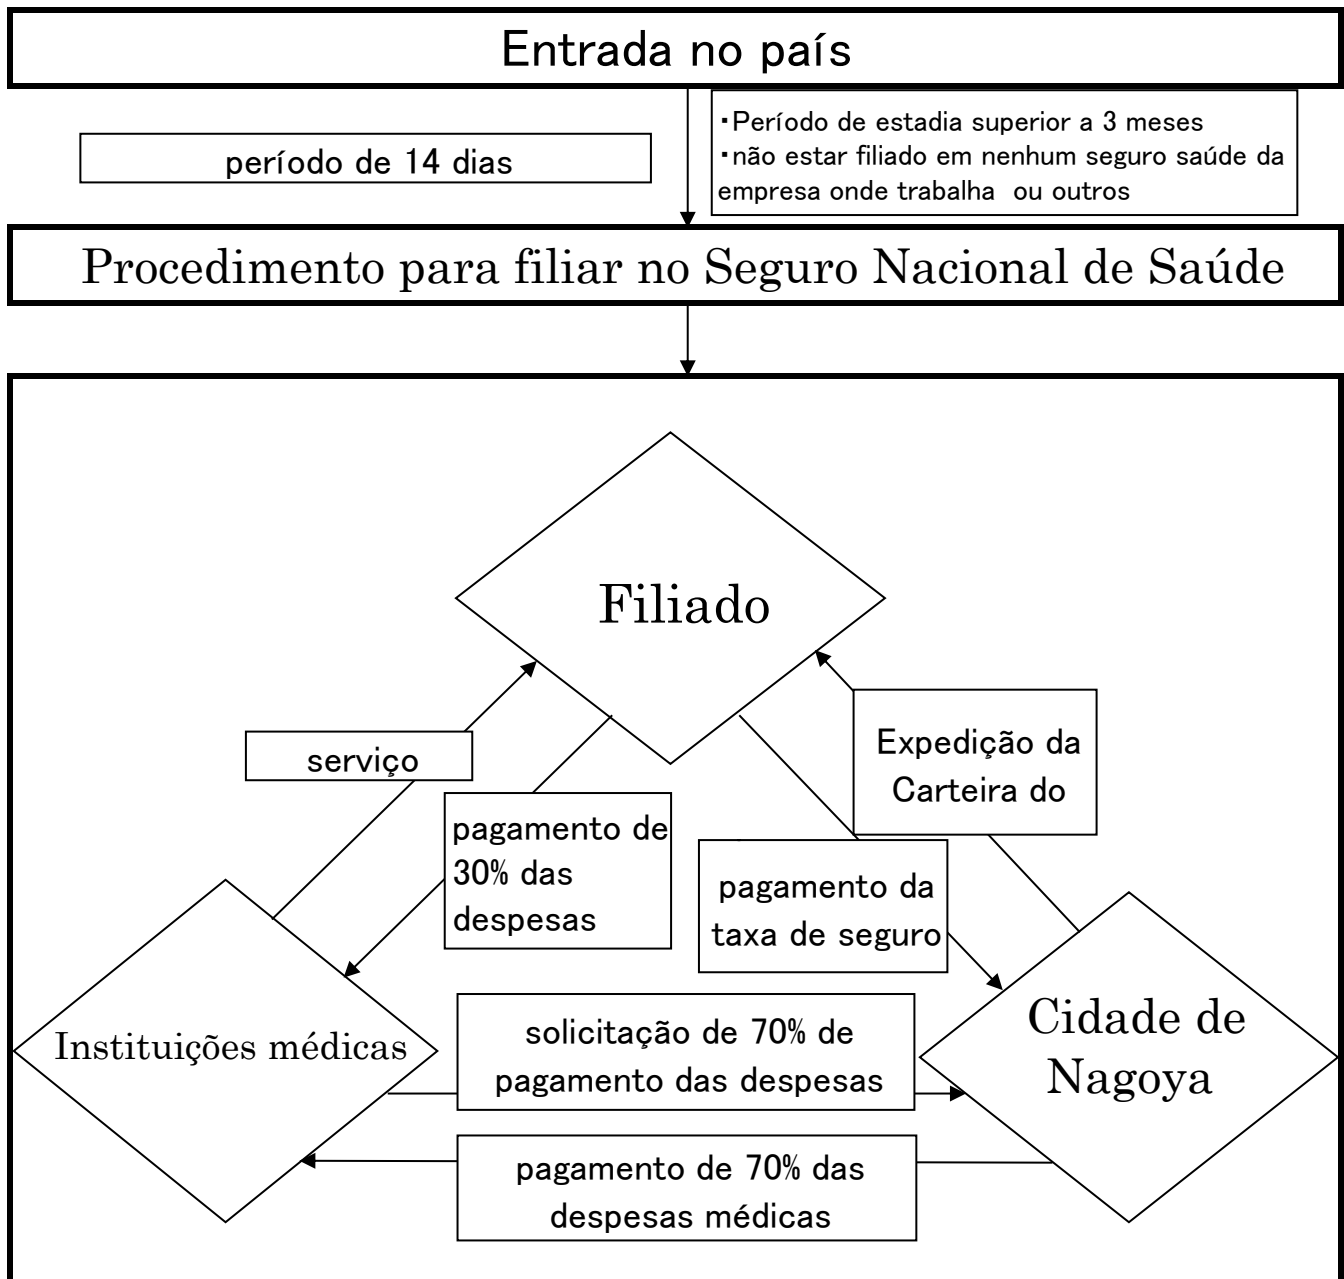 Entrada no país
período de 14 dias
・Período de estadia superior a 3 meses
・não estar filiado em nenhum seguro saúde da
empresa onde trabalha ou outros
Procedimento para filiar no Seguro Nacional de Saúde
Filiado
serviço
Expedição da
Carteira do
pagamento de
30% das
despesas
pagamento da
taxa de seguro
Instituições médicas
solicitação de 70% de
pagamento das despesas
Cidade de
Nagoya
pagamento de 70% das
despesas médicas